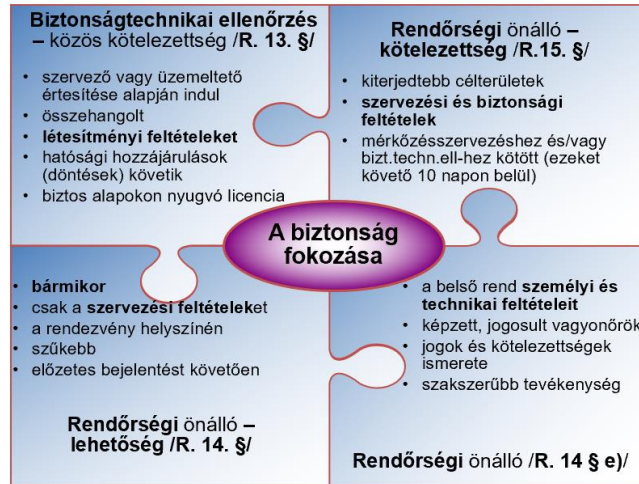 Biztonságtechnikai ellenőrzés
– közös kötelezettség /R. 13. §/
• szervező vagy üzemeltető
értesítése alapján indul
• összehangolt
• létesítményi feltételeket
• hatósági hozzájárulások
(döntések) követik
• biztos alapokon nyugvó licencia
Rendőrségi önálló –
kötelezettség /R.15. §/
• kiterjedtebb célterületek
• szervezési és biztonsági
feltételek
• mérkőzésszervezéshez és/vagy
bizt.techn.ell-hez kötött (ezeket
követő 10 napon belül)
A biztonság
fokozása
• bármikor
• csak a szervezési feltételeket
• a rendezvény helyszínén
• szűkebb
• előzetes bejelentést követően
Rendőrségi önálló –
lehetőség /R. 14. §/
• a belső rend személyi és
technikai feltételeit
• képzett, jogosult vagyonőrök
• jogok és kötelezettségek
ismerete
• szakszerűbb tevékenység
Rendőrségi önálló /R. 14 § e)/